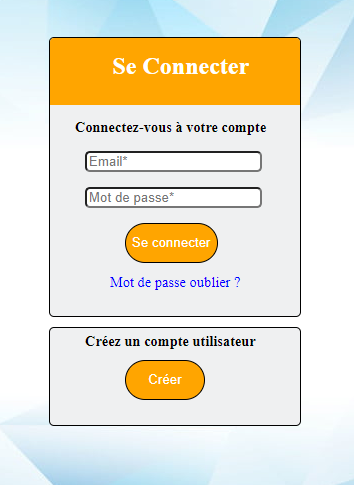 Se Connecter
Connectez-vous à votre compte
Email*
Mot de passe*
Se connecter
Mot de passe oublier ?
Créez un compte utilisateur
Créer